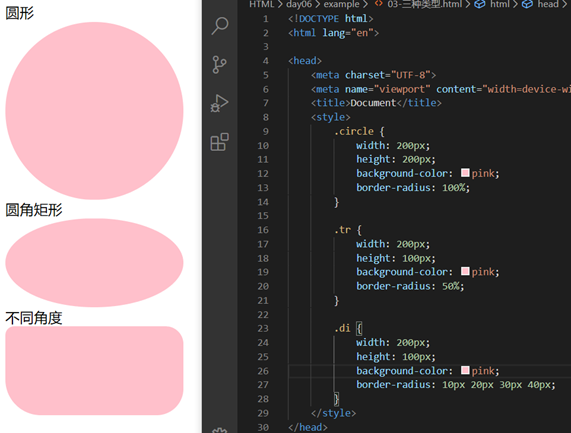 圆形
圆角矩形
不同角度
HTML > day06 > example > <> 03-三种类型.html > html > head
1 <!DOCTYPE html>
2 <html lang="en">
3
4 <head>
5 <meta charset="UTF-8">
6 <meta name="viewport" content="width=device-wi
7 <title>Document</title>
8 <style>
9 .circle {
10 width: 200px;
11 height: 200px;
12 background-color: pink;
13 border-radius: 100%;
14 }
15
16 .tr {
17 width: 200px;
18 height: 100px;
19 background-color: pink;
20 border-radius: 50%;
21 }
22
23 .di {
24 width: 200px;
25 height: 100px;
26 background-color: pink;
27 border-radius: 10px 20px 30px 40px;
28 }
29 </style>
30 </head>